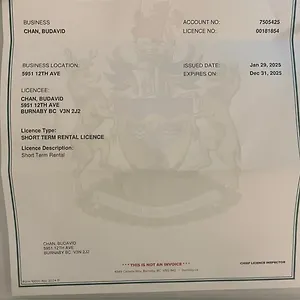 BUSINESS
CHAN, BUDAVID
ACCOUNT NO: 7505425
LICENCE NO: 00181854
BUSINESS LOCATION:
5951 12TH AVE
ISSUED DATE: Jan 29, 2025
EXPIRES ON Dec 31, 2025
LICENCEE:
CHAN, BUDAVID
5951 12TH AVE
BURNABY BC V3N 2J2
Licence Type:
SHORT TERM RENTAL LICENCE
Licence Description:
Short Term Rental
CHAN, BUDAVID
5951 12TH AVE
BURNABY BC V3N 2J2
*** THIS IS NOT AN INVOICE ***
CHIEF LICENCE INSPECTOR